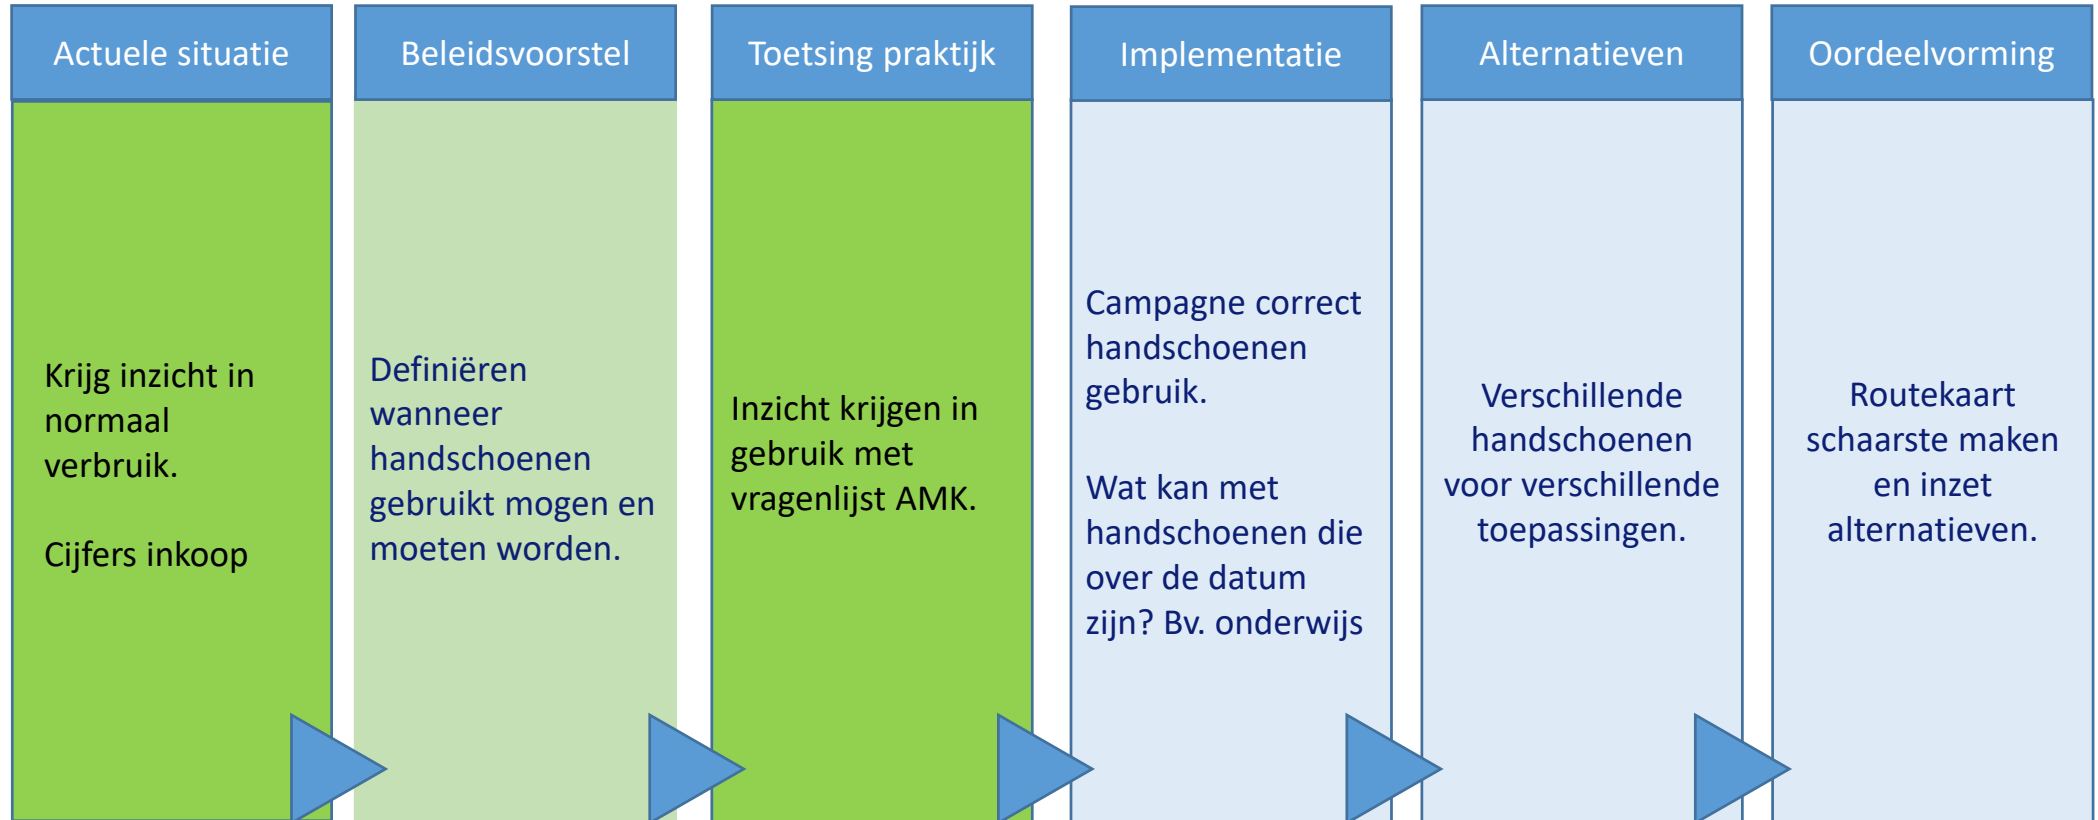 Actuele situatie
Krijg inzicht in
normaal
verbruik.
Cijfers inkoop
Beleidsvoorstel
Definiëren
wanneer
handschoenen
gebruikt mogen en
moeten worden.
Toetsing praktijk
Inzicht krijgen in
gebruik met
vragenlijst AMK.
Implementatie
Campagne correct
handschoenen
gebruik.
Wat kan met
handschoenen die
over de datum
zijn? Bv. onderwijs
Alternatieven
Verschillende
handschoenen
voor verschillende
toepassingen.
Oordeelvorming
Routekaart
schaarste maken
en inzet
alternatieven.